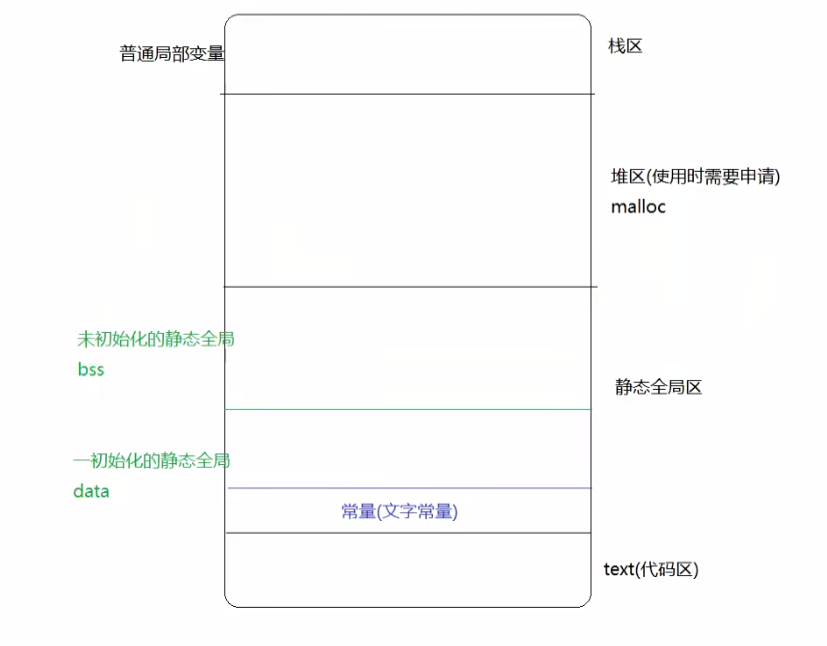 普通局部变量
栈区
堆区(使用时需要申请)
malloc
未初始化的静态全局
bss
静态全局区
一初始化的静态全局
data
常量(文字常量)
text(代码区)